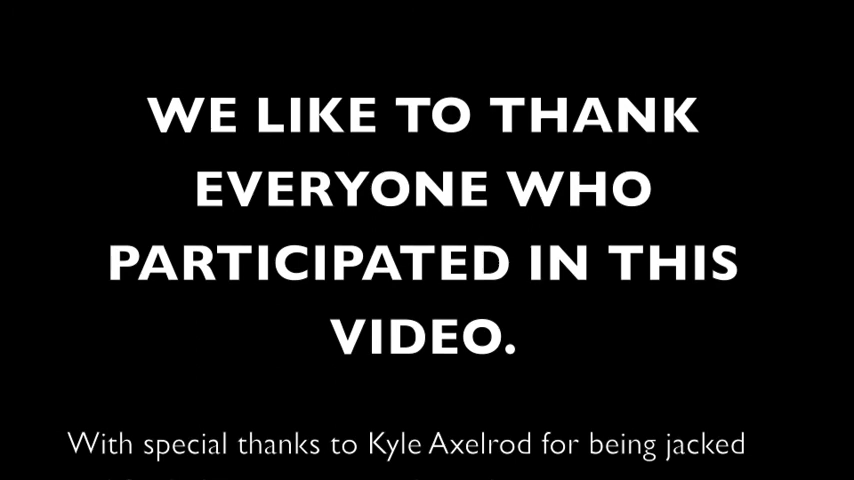 WE LIKE TO THANK
EVERYONE WHO
PARTICIPATED IN THIS
VIDEO.
With special thanks to Kyle Axelrod for being jacked